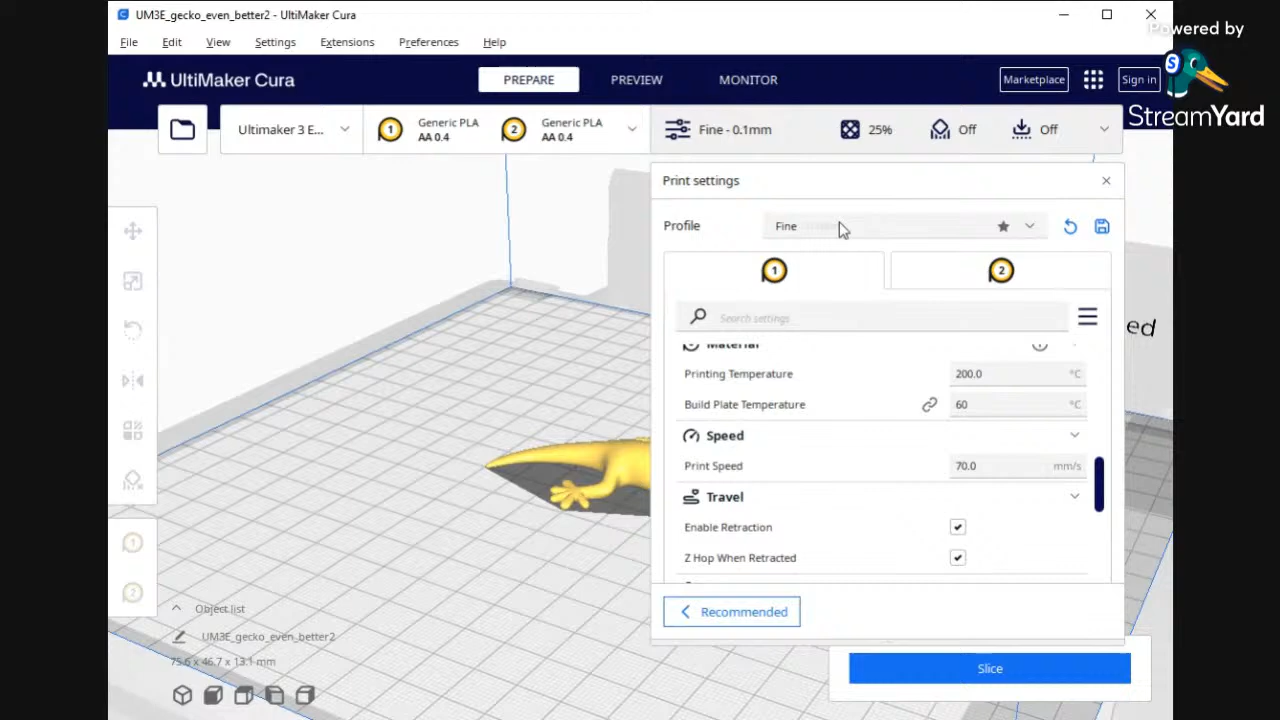 UM3E_gecko_even_better2 - UltiMaker Cura
Powered by
File Edit View Settings Extensions Preferences Help
UltiMaker Cura
PREPARE
PREVIEW
MONITOR
Marketplace
Sign in
StreamYard
Ultimaker 3 E...
1
Generic PLA
AA 0.4
2
Generic PLA
AA 0.4
Fine - 0.1mm
25%
Off
Off
Print settings
Profile
Fine
1
2
Search settings
ed
Material
Printing Temperature 200.0 °C
Build Plate Temperature 60 °C
Speed
Print Speed 70.0 mm/s
Travel
Enable Retraction
Z Hop When Retracted
Recommended
1
2
Object list
UM3E_gecko_even_better2
75.6 x 46.7 x 13.1 mm
Slice